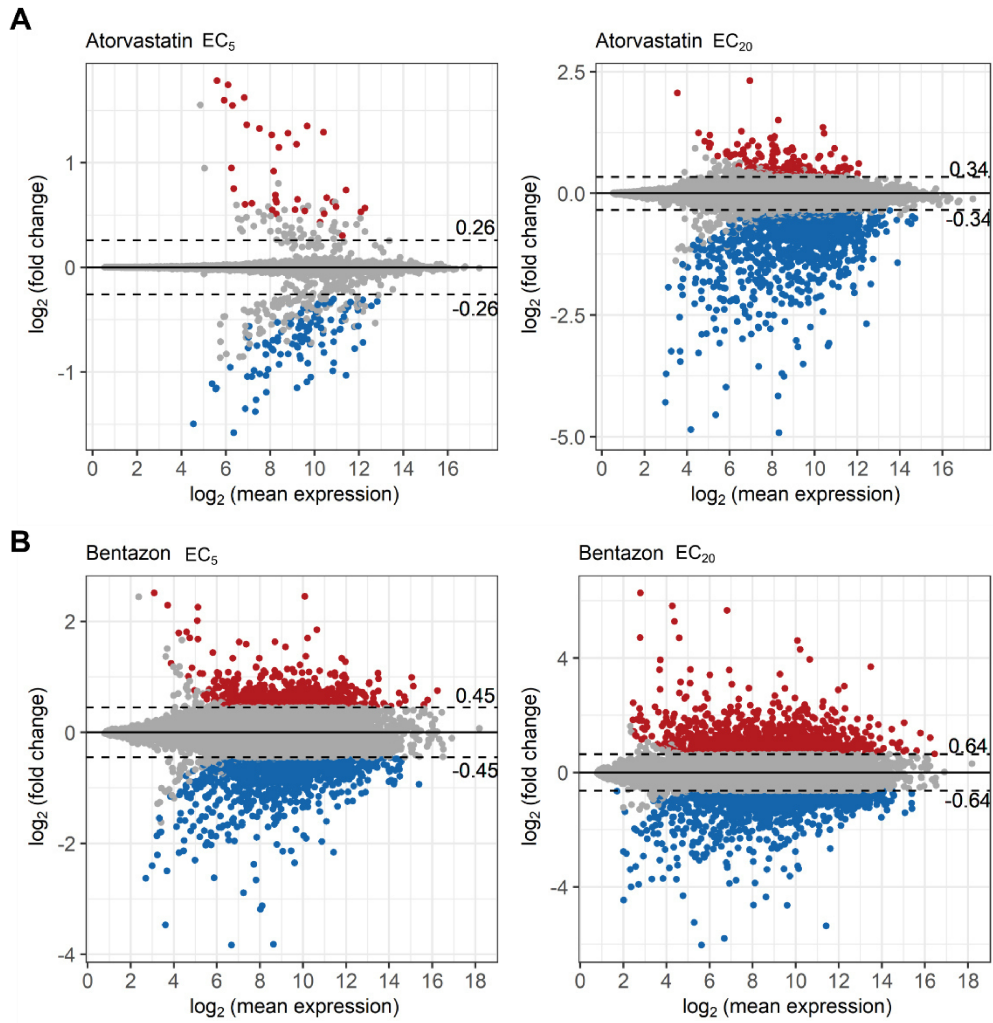 A
Atorvastatin EC₅
log₂ (fold change)
1
0
-1
0.26
-0.26
0 2 4 6 8 10 12 14 16
log₂ (mean expression)
Atorvastatin EC₂₀
log₂ (fold change)
2.5
0.0
-2.5
-5.0
0.34
-0.34
0 2 4 6 8 10 12 14 16
log₂ (mean expression)
B
Bentazon EC₅
log₂ (fold change)
2
0
-2
-4
0.45
-0.45
0 2 4 6 8 10 12 14 16 18
log₂ (mean expression)
Bentazon EC₂₀
log₂ (fold change)
4
0
-4
0.64
-0.64
0 2 4 6 8 10 12 14 16 18
log₂ (mean expression)